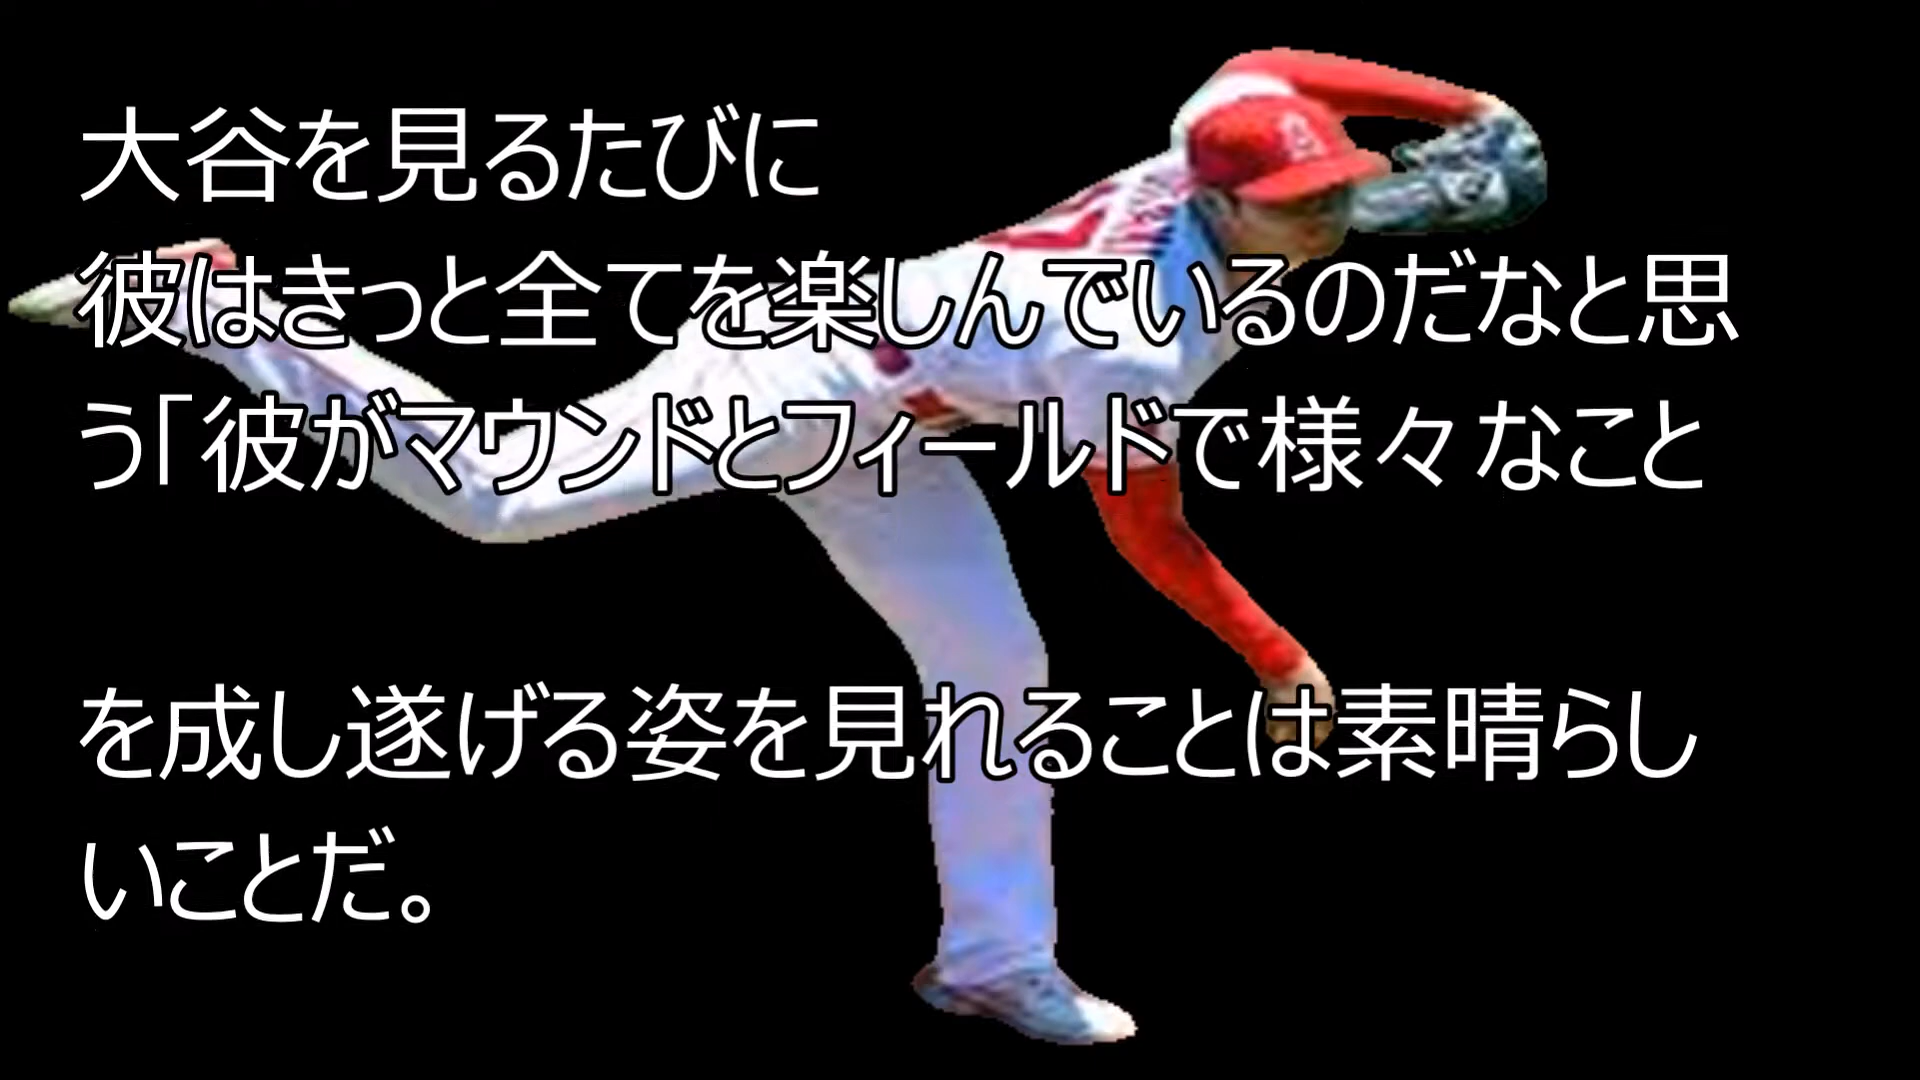 大谷を見るたびに
彼はきっと全てを楽しんでいるのだなと思
う「彼がマウンドとフィールドで様々なこと
を成し遂げる姿を見れることは素晴らし
いことだ。